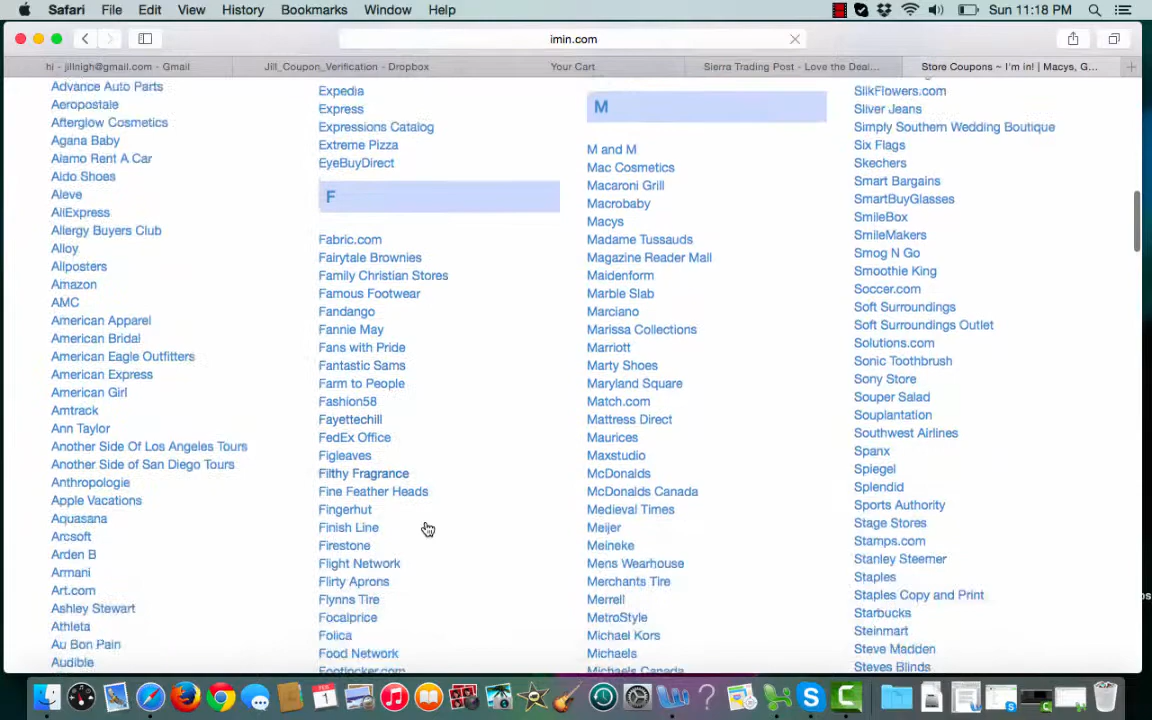 Safari File Edit View History Bookmarks Window Help
Sun 11:18 PM
imin.com
hi - jillnigh@gmail.com - Gmail
Jill_Coupon_Verification - Dropbox
Your Cart
Sierra Trading Post - Love the Deal...
Store Coupons ~ I'm in! | Macys, G...
Advance Auto Parts
Aeropostale
Afterglow Cosmetics
Agana Baby
Alamo Rent A Car
Aldo Shoes
Aleve
AliExpress
Allergy Buyers Club
Alloy
Allposters
Amazon
AMC
American Apparel
American Bridal
American Eagle Outfitters
American Express
American Girl
Amtrack
Ann Taylor
Another Side Of Los Angeles Tours
Another Side of San Diego Tours
Anthropologie
Apple Vacations
Aquasana
Arcsoft
Arden B
Armani
Art.com
Ashley Stewart
Athleta
Au Bon Pain
Audible
Expedia
Express
Expressions Catalog
Extreme Pizza
EyeBuyDirect
F
Fabric.com
Fairytale Brownies
Family Christian Stores
Famous Footwear
Fandango
Fannie May
Fans with Pride
Fantastic Sams
Farm to People
Fashion58
Fayettechill
FedEx Office
Figleaves
Filthy Fragrance
Fine Feather Heads
Fingerhut
Finish Line
Firestone
Flight Network
Flirty Aprons
Flynns Tire
Focalprice
Folica
Food Network
Footlocker.com
M
M and M
Mac Cosmetics
Macaroni Grill
Macrobaby
Macys
Madame Tussauds
Magazine Reader Mall
Maidenform
Marble Slab
Marciano
Marissa Collections
Marriott
Marty Shoes
Maryland Square
Match.com
Mattress Direct
Maurices
Maxstudio
McDonalds
McDonalds Canada
Medieval Times
Meijer
Meineke
Mens Wearhouse
Merchants Tire
Merrell
MetroStyle
Michael Kors
Michaels
Michaels Canada
SilkFlowers.com
Sliver Jeans
Simply Southern Wedding Boutique
Six Flags
Skechers
Smart Bargains
SmartBuyGlasses
SmileBox
SmileMakers
Smog N Go
Smoothie King
Soccer.com
Soft Surroundings
Soft Surroundings Outlet
Solutions.com
Sonic Toothbrush
Sony Store
Souper Salad
Souplantation
Southwest Airlines
Spanx
Spiegel
Splendid
Sports Authority
Stage Stores
Stamps.com
Stanley Steemer
Staples
Staples Copy and Print
Starbucks
Steinmart
Steve Madden
Steves Blinds